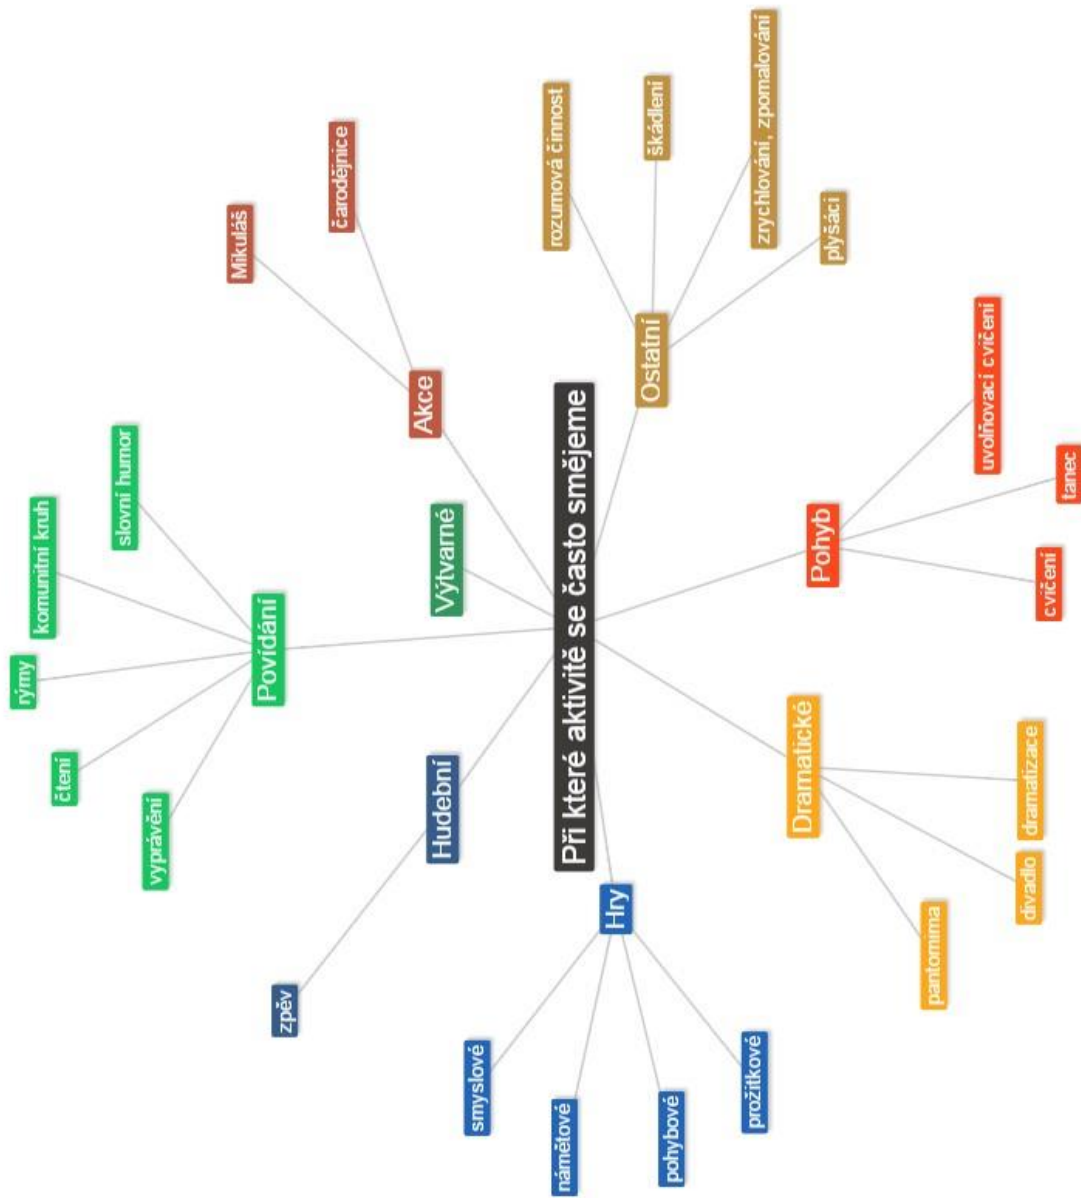 Při které aktivitě se často smějeme
Povídání
vyprávění
čtení
rýmy
komunitní kruh
slovní humor
Výtvarné
Akce
Mikuláš
čarodějnice
Ostatní
rozumová činnost
škádlení
zrychlování, zpomalování
plyšáci
Pohyb
uvolňovací cvičení
tanec
cvičení
Dramatické
dramatizace
divadlo
pantomima
Hry
prožitkové
pohybové
námětové
smyslové
Hudební
zpěv